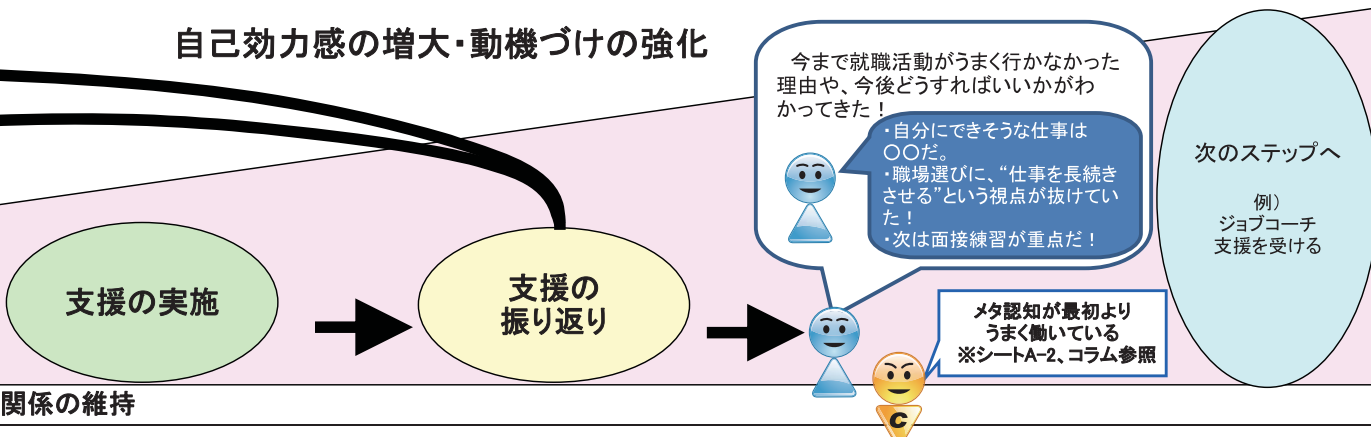 自己効力感の増大・動機づけの強化
今まで就職活動がうまく行かなかった
理由や、今後どうすればいいかがわ
かってきた！
・自分にできそうな仕事は
〇〇だ。
・職場選びに、“仕事を長続き
させる”という視点が抜けてい
た！
・次は面接練習が重点だ！
次のステップへ
例）
ジョブコーチ
支援を受ける
支援の実施
支援の
振り返り
メタ認知が最初より
うまく働いている
※シートA-2、コラム参照
C
関係の維持